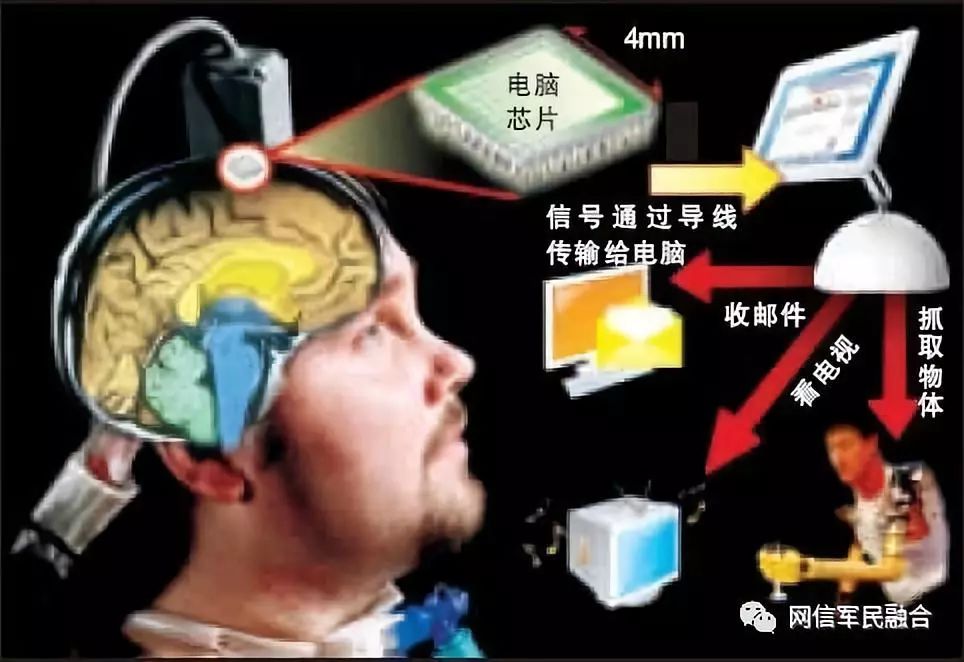 4mm
电脑
芯片
信号通过导线
传输给电脑
收邮件
看电视
抓取物体
网信军民融合